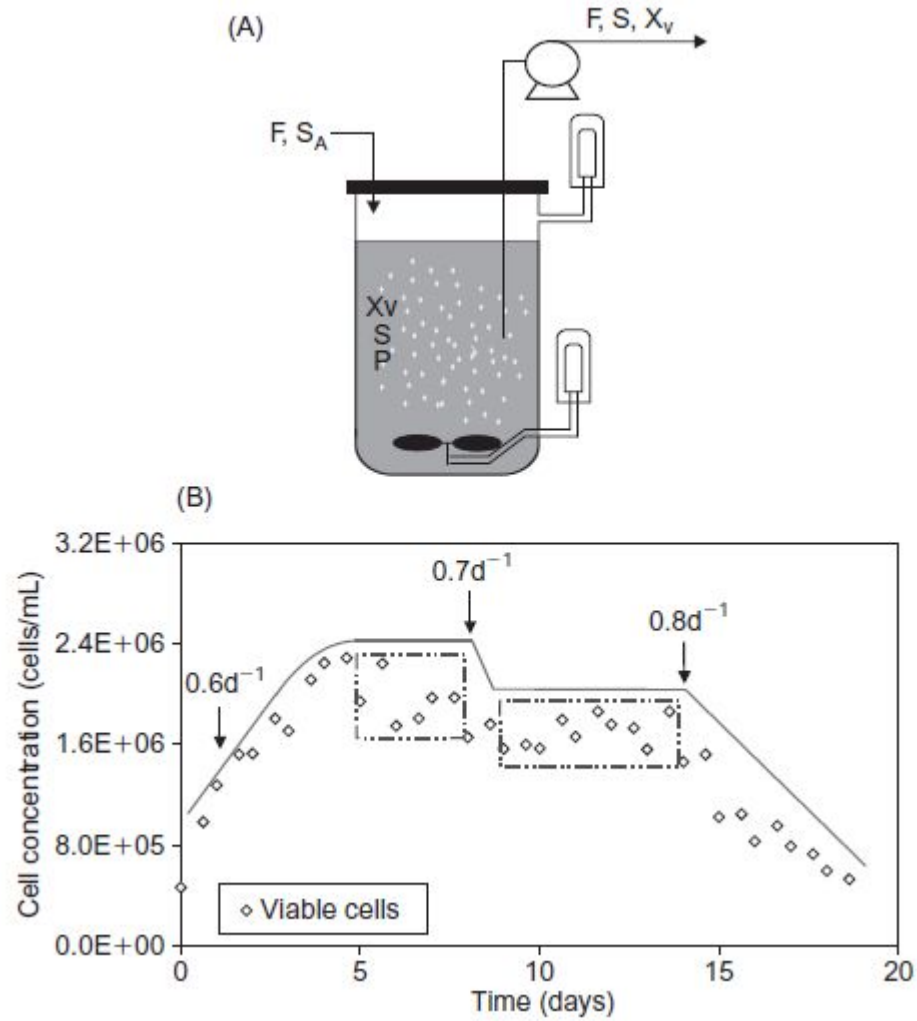 (A)
F, S, Xv
F, SA
Xv
S
P
(B)
Cell concentration (cells/mL)
3.2E+06
2.4E+06
1.6E+06
8.0E+05
0.0E+00
0.6d−1
0.7d−1
0.8d−1
Viable cells
0 5 10 15 20
Time (days)